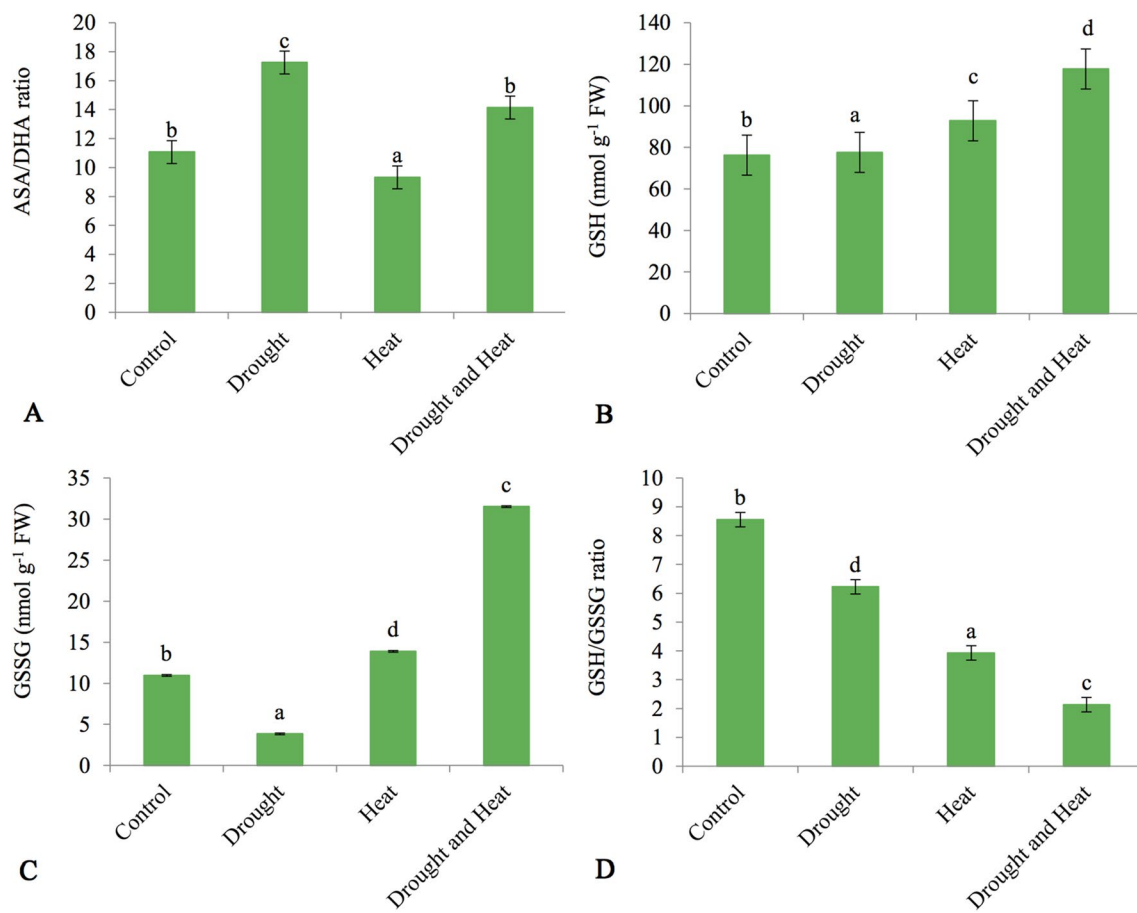 ASA/DHA ratio
20
18
16
14
12
10
8
6
4
2
0
b
c
a
b
Control
Drought
Heat
Drought and Heat
A
GSH (nmol g⁻¹ FW)
140
120
100
80
60
40
20
0
b
a
c
d
Control
Drought
Heat
Drought and Heat
B
GSSG (nmol g⁻¹ FW)
35
30
25
20
15
10
5
0
b
a
d
c
Control
Drought
Heat
Drought and Heat
C
GSH/GSSG ratio
10
9
8
7
6
5
4
3
2
1
0
b
d
a
c
Control
Drought
Heat
Drought and Heat
D